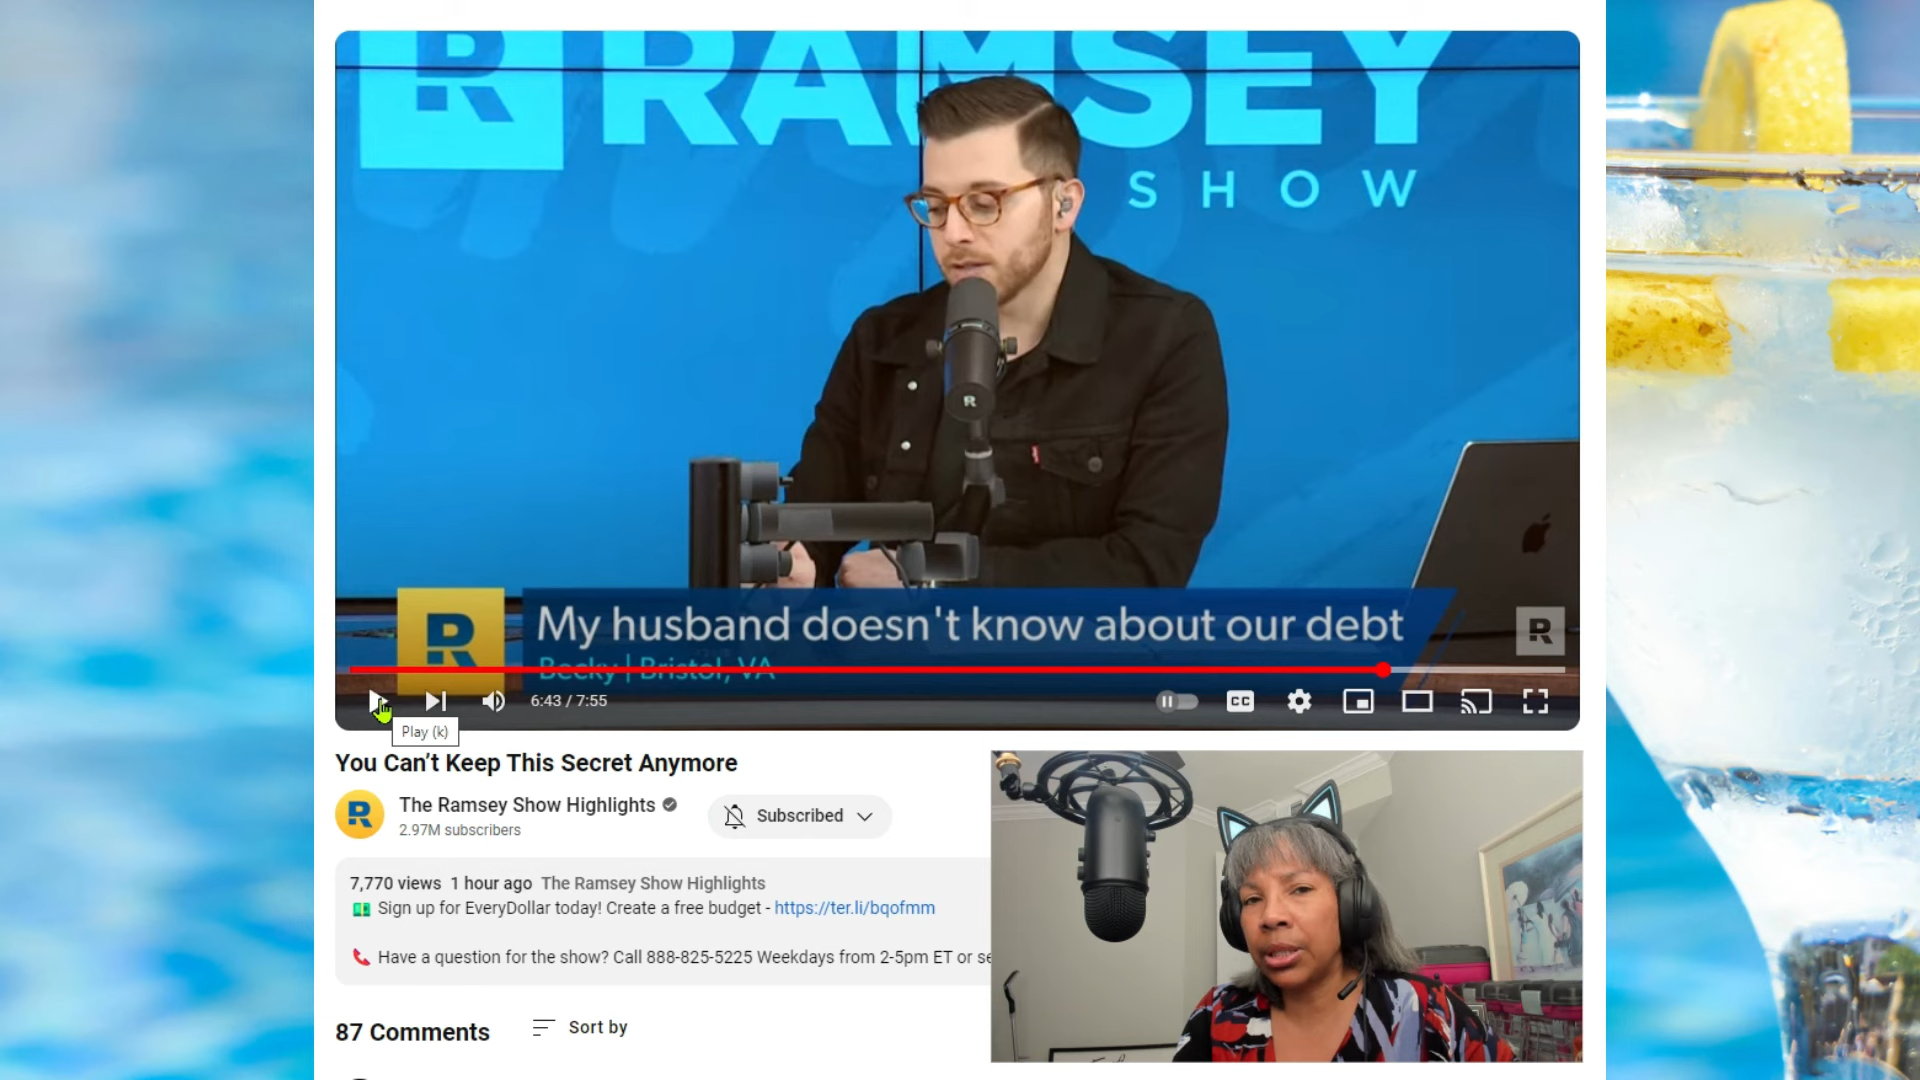 RAMSEY
SHOW
R
My husband doesn't know about our debt
Becky | Bristol, VA
R
6:43 / 7:55
CC
Play (k)
You Can’t Keep This Secret Anymore
The Ramsey Show Highlights
2.97M subscribers
Subscribed
7,770 views 1 hour ago The Ramsey Show Highlights
Sign up for EveryDollar today! Create a free budget - https://ter.li/bqofmm
Have a question for the show? Call 888-825-5225 Weekdays from 2-5pm ET or se
87 Comments
Sort by